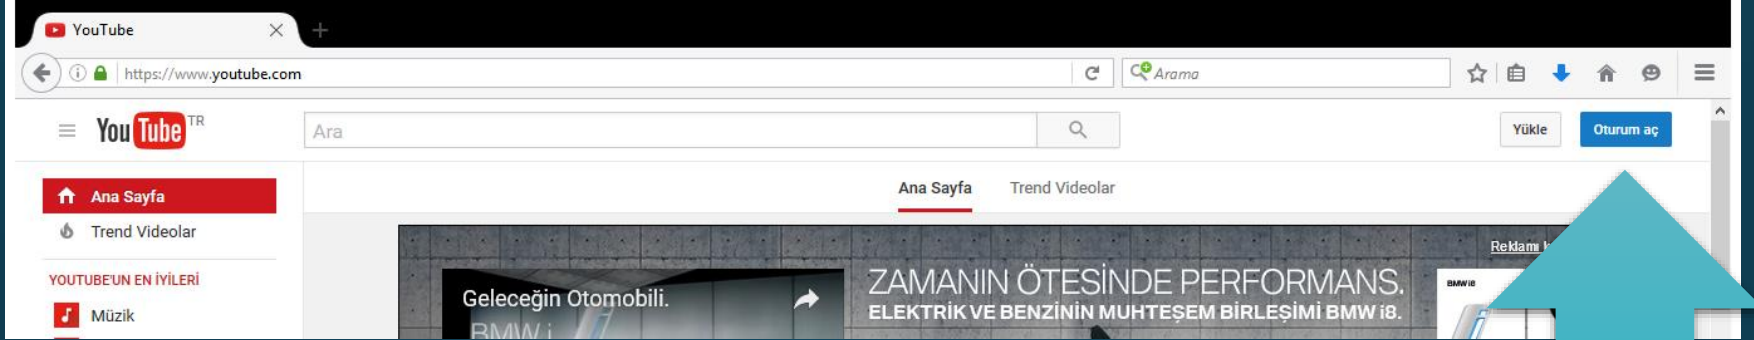 YouTube
https://www.youtube.com
Arama
YouTube TR
Ara
Yükle
Oturum aç
Ana Sayfa
Trend Videolar
Ana Sayfa
Trend Videolar
YOUTUBE'UN EN İYİLERİ
Müzik
Reklamı
Geleceğin Otomobili.
BMW i
ZAMANIN ÖTESİNDE PERFORMANS.
ELEKTRİK VE BENZİNİN MUHTEŞEM BİRLEŞİMİ BMW i8.
BMW i8